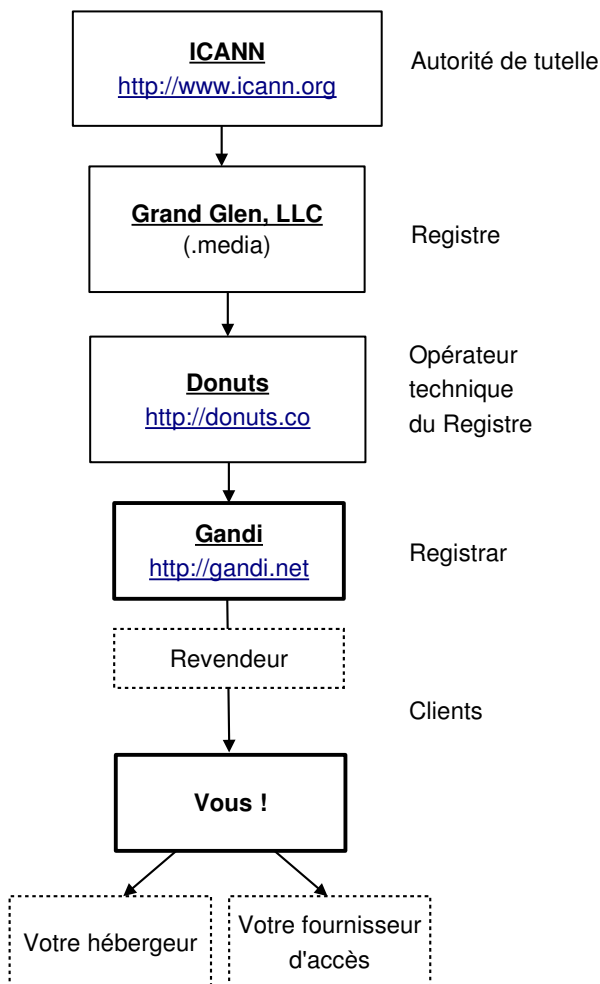 ICANN
http://www.icann.org
Autorité de tutelle
Grand Glen, LLC
(.media)
Registre
Donuts
http://donuts.co
Opérateur
technique
du Registre
Gandi
http://gandi.net
Registrar
Revendeur
Clients
Vous !
Votre hébergeur
Votre fournisseur
d'accès